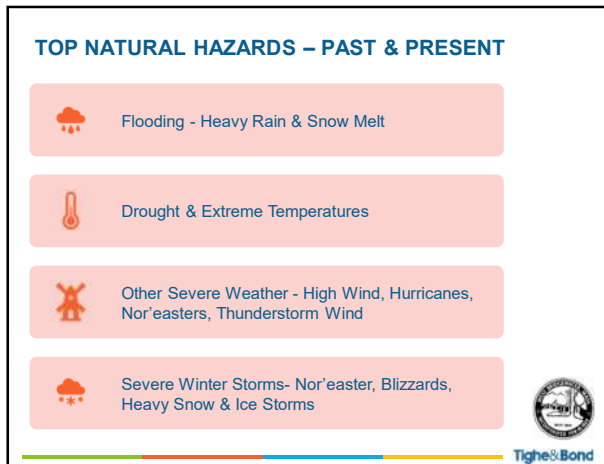 TOP NATURAL HAZARDS – PAST & PRESENT
Flooding - Heavy Rain & Snow Melt
Drought & Extreme Temperatures
Other Severe Weather - High Wind, Hurricanes,
Nor’easters, Thunderstorm Wind
Severe Winter Storms- Nor’easter, Blizzards,
Heavy Snow & Ice Storms
Tighe&Bond